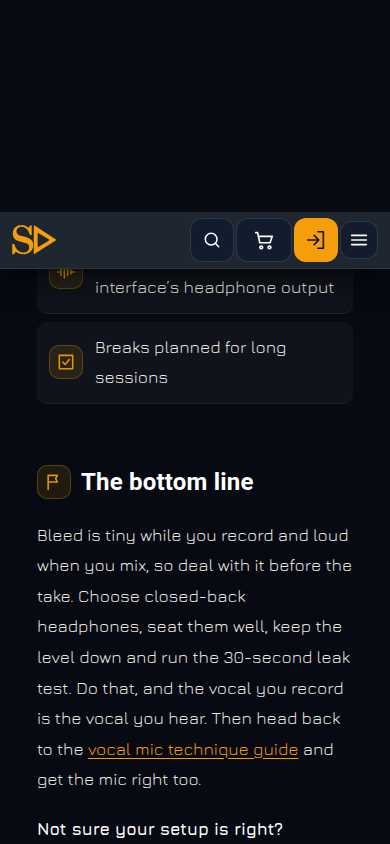 SD
interface's headphone output
Breaks planned for long
sessions
The bottom line
Bleed is tiny while you record and loud
when you mix, so deal with it before the
take. Choose closed-back
headphones, seat them well, keep the
level down and run the 30-second leak
test. Do that, and the vocal you record
is the vocal you hear. Then head back
to the vocal mic technique guide and
get the mic right too.
Not sure your setup is right?